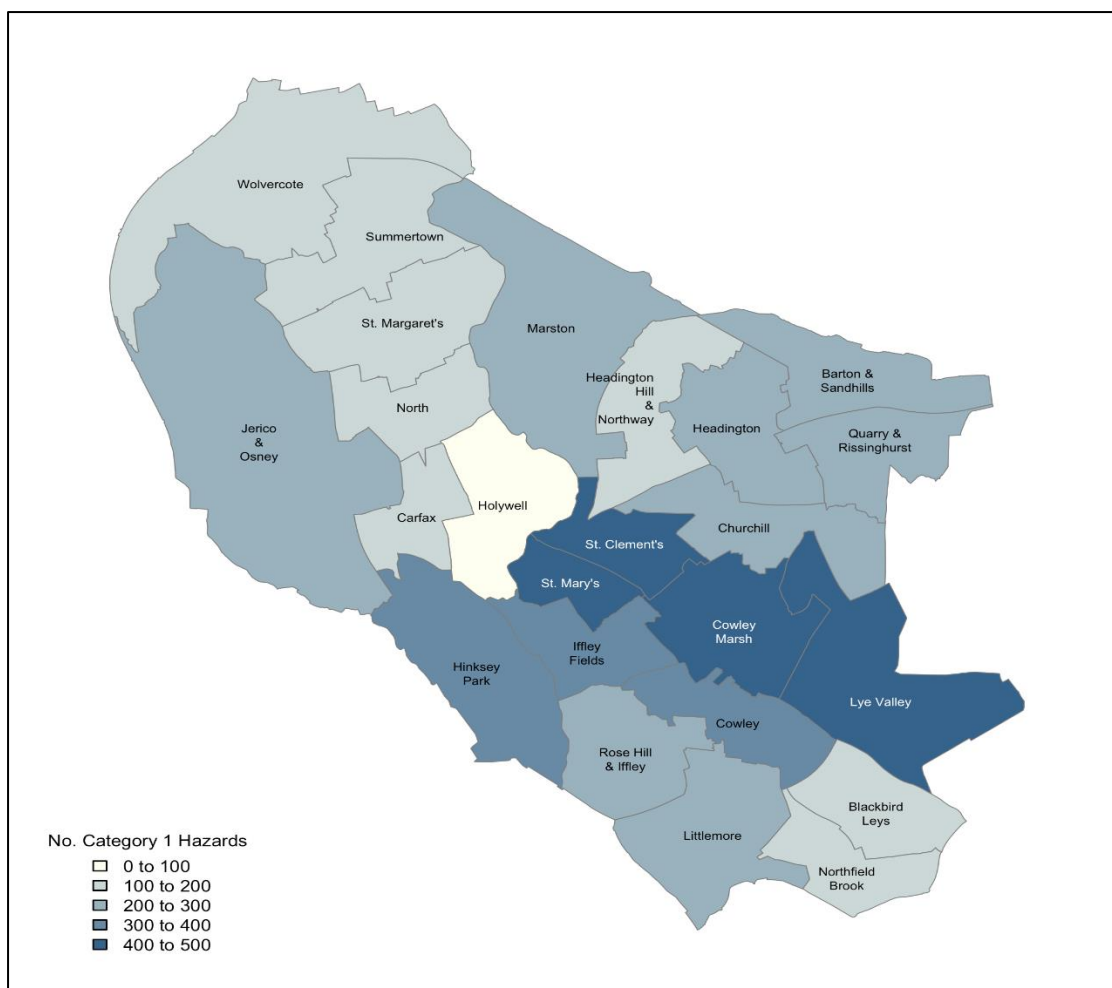 Wolvercote
Summertown
St. Margaret's
Marston
North
Jerico
&
Osney
Carfax
Holywell
Headington
Hill
&
Northway
Headington
Barton &
Sandhills
Quarry &
Rissinghurst
Churchill
St. Clement's
St. Mary's
Cowley
Marsh
Iffley
Fields
Hinksey
Park
Lye Valley
Cowley
Rose Hill
& Iffley
Littlemore
Blackbird
Leys
Northfield
Brook
No. Category 1 Hazards
0 to 100
100 to 200
200 to 300
300 to 400
400 to 500